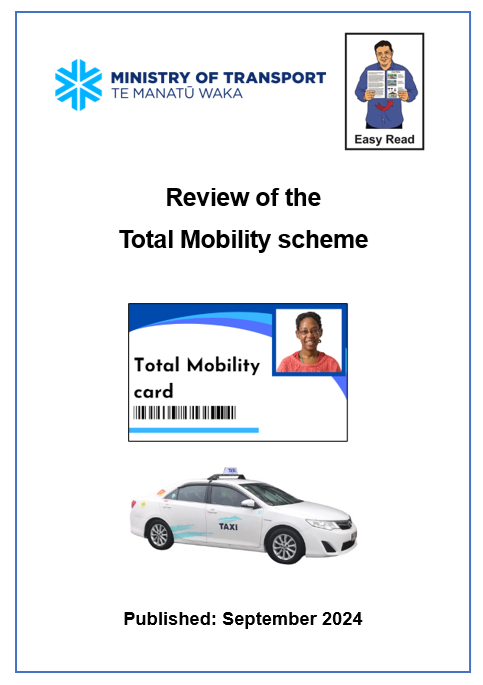 MINISTRY OF TRANSPORT
TE MANATŪ WAKA
Easy Read
Review of the
Total Mobility scheme
Total Mobility
card
TAXI
Published: September 2024